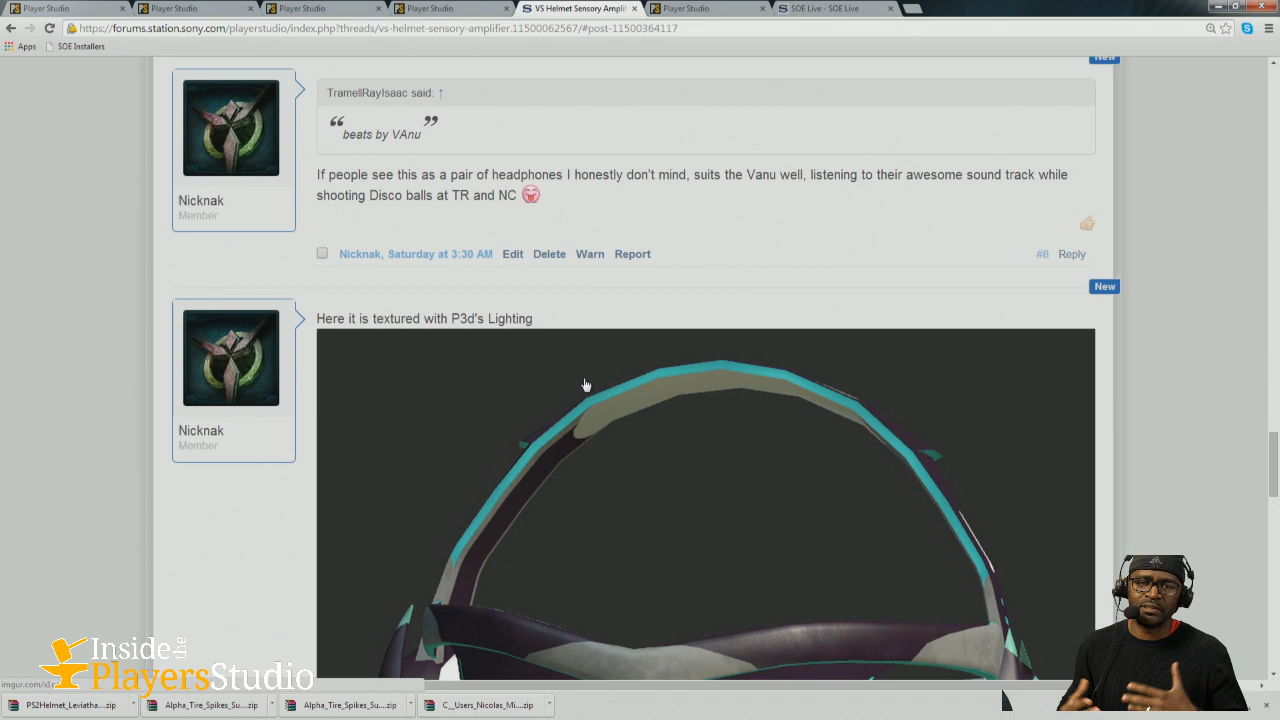 Player Studio
Player Studio
Player Studio
Player Studio
VS Helmet Sensory Amplif
Player Studio
SOE Live - SOE Live
https://forums.station.sony.com/playerstudio/index.php?threads/vs-helmet-sensory-amplifier.11500062567/#post-11500364117
Apps SOE Installers
New
TramellRayIsaac said: ↑
“ beats by VAnu ”
If people see this as a pair of headphones I honestly don't mind, suits the Vanu well, listening to their awesome sound track while
shooting Disco balls at TR and NC
Nicknak
Member
Nicknak, Saturday at 3:30 AM Edit Delete Warn Report #8 Reply
New
Here it is textured with P3d's Lighting
Nicknak
Member
Inside the
PlayersStudio
PS2Helmet_Leviatha....zip
Alpha_Tire_Spikes_Su....zip
Alpha_Tire_Spikes_Su....zip
C__Users_Nicolas_Mi....zip